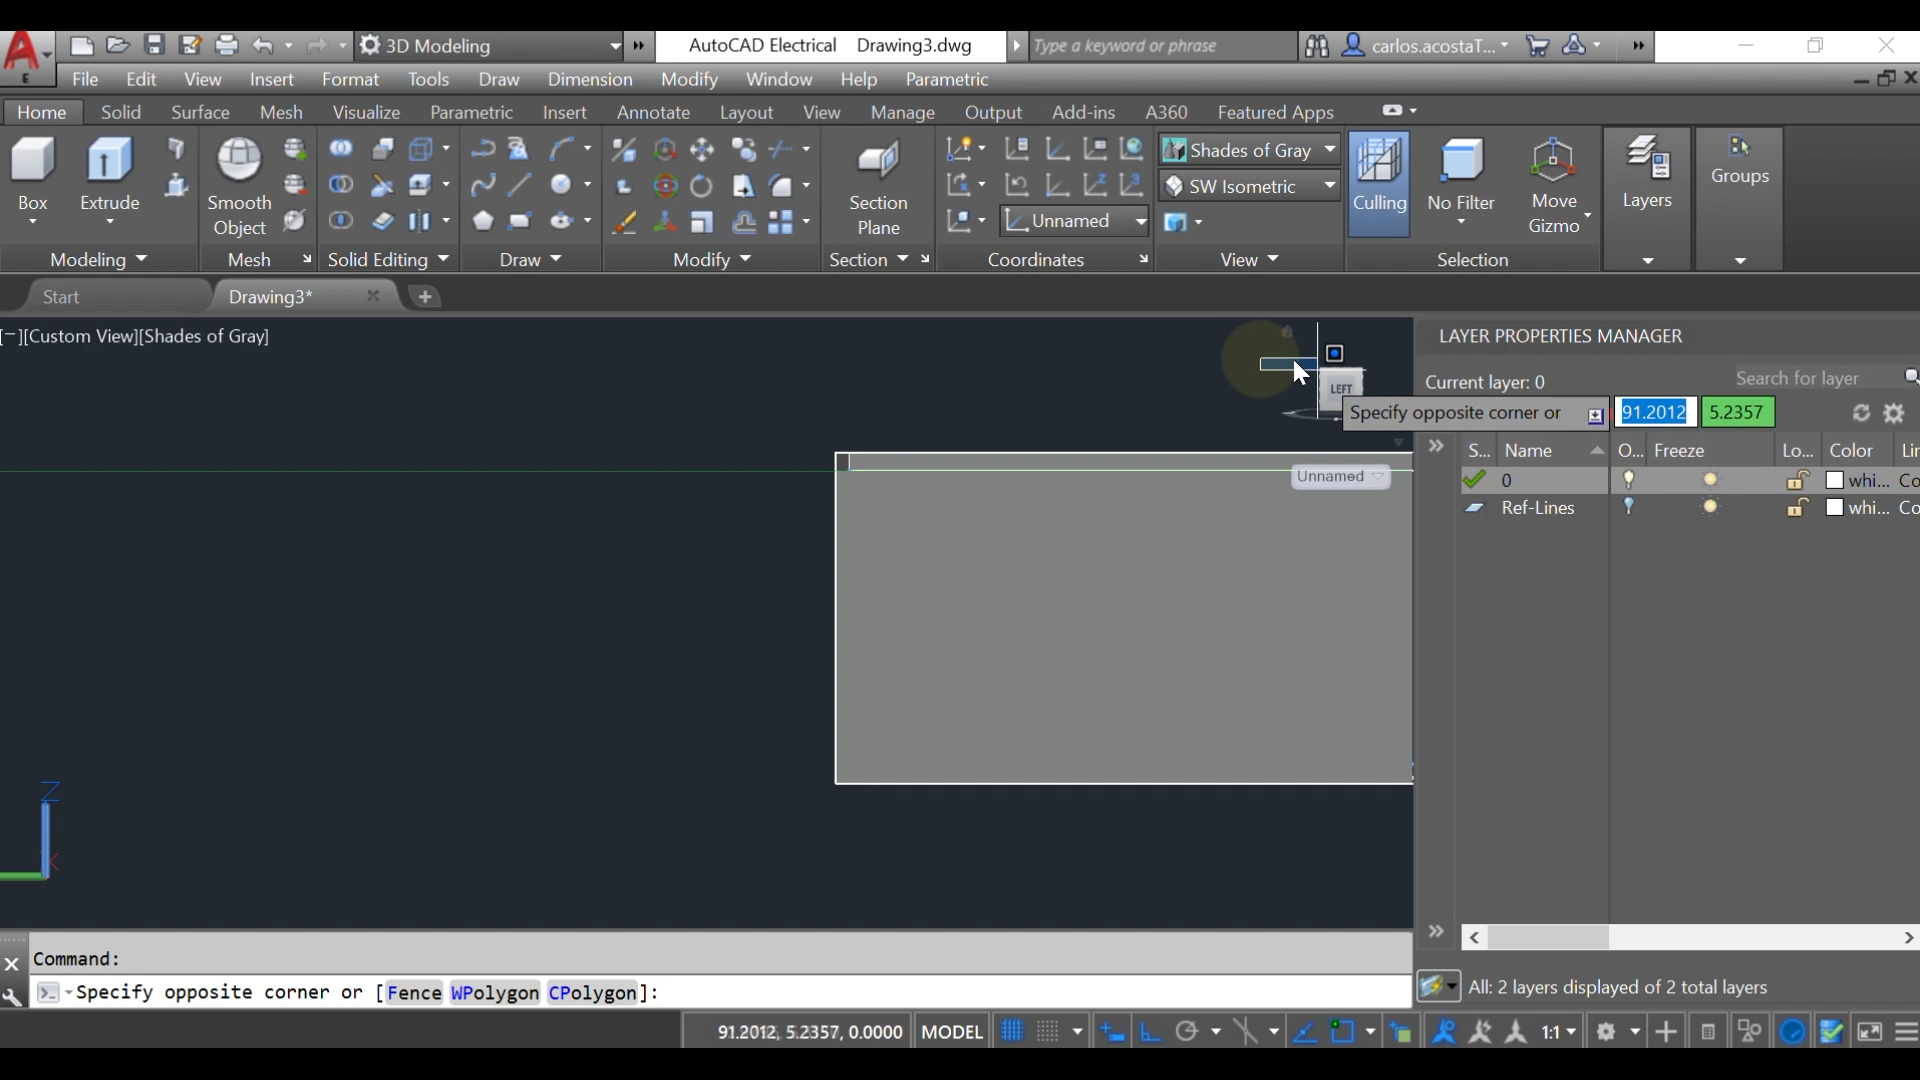 3D Modeling AutoCAD Electrical Drawing3.dwg Type a keyword or phrase carlos.acostaT...
E File Edit View Insert Format Tools Draw Dimension Modify Window Help Parametric
Home Solid Surface Mesh Visualize Parametric Insert Annotate Layout View Manage Output Add-ins A360 Featured Apps
Shades of Gray
SW Isometric
Box Extrude Smooth Object Section Plane Unnamed Culling No Filter Move Gizmo Layers Groups
Modeling Mesh Solid Editing Draw Modify Section Coordinates View Selection
Start Drawing3*
[−][Custom View][Shades of Gray]
LAYER PROPERTIES MANAGER
Current layer: 0 Search for layer
LEFT
Specify opposite corner or 91.2012 5.2357
S... Name O... Freeze Lo... Color Lin
0 whi... Co
Ref-Lines whi... Co
Unnamed
Z
X
Command:
Specify opposite corner or [Fence WPolygon CPolygon]:
All: 2 layers displayed of 2 total layers
91.2012, 5.2357, 0.0000 MODEL 1:1